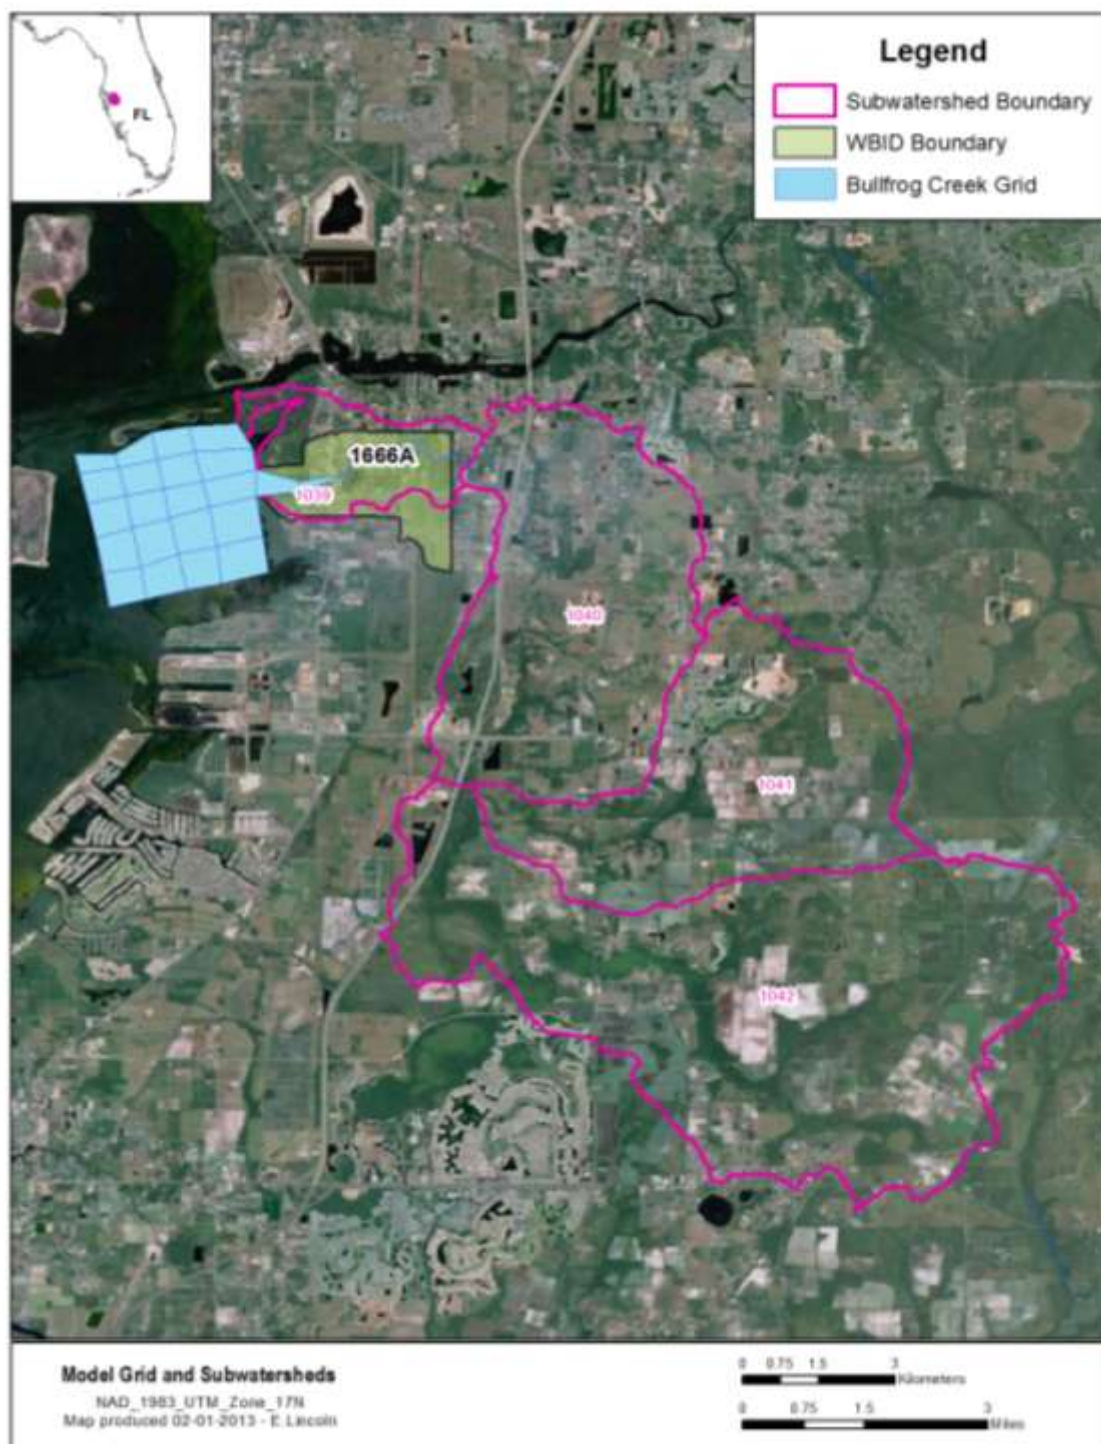 FL
Legend
Subwatershed Boundary
WBID Boundary
Bullfrog Creek Grid
1666A
1039
1040
1041
1042
Model Grid and Subwatersheds
NAD_1983_UTM_Zone_17N
Map produced 02-01-2013 - E. Lincoln
0 0.75 1.5 3
Kilometers
0 0.75 1.5 3
Miles